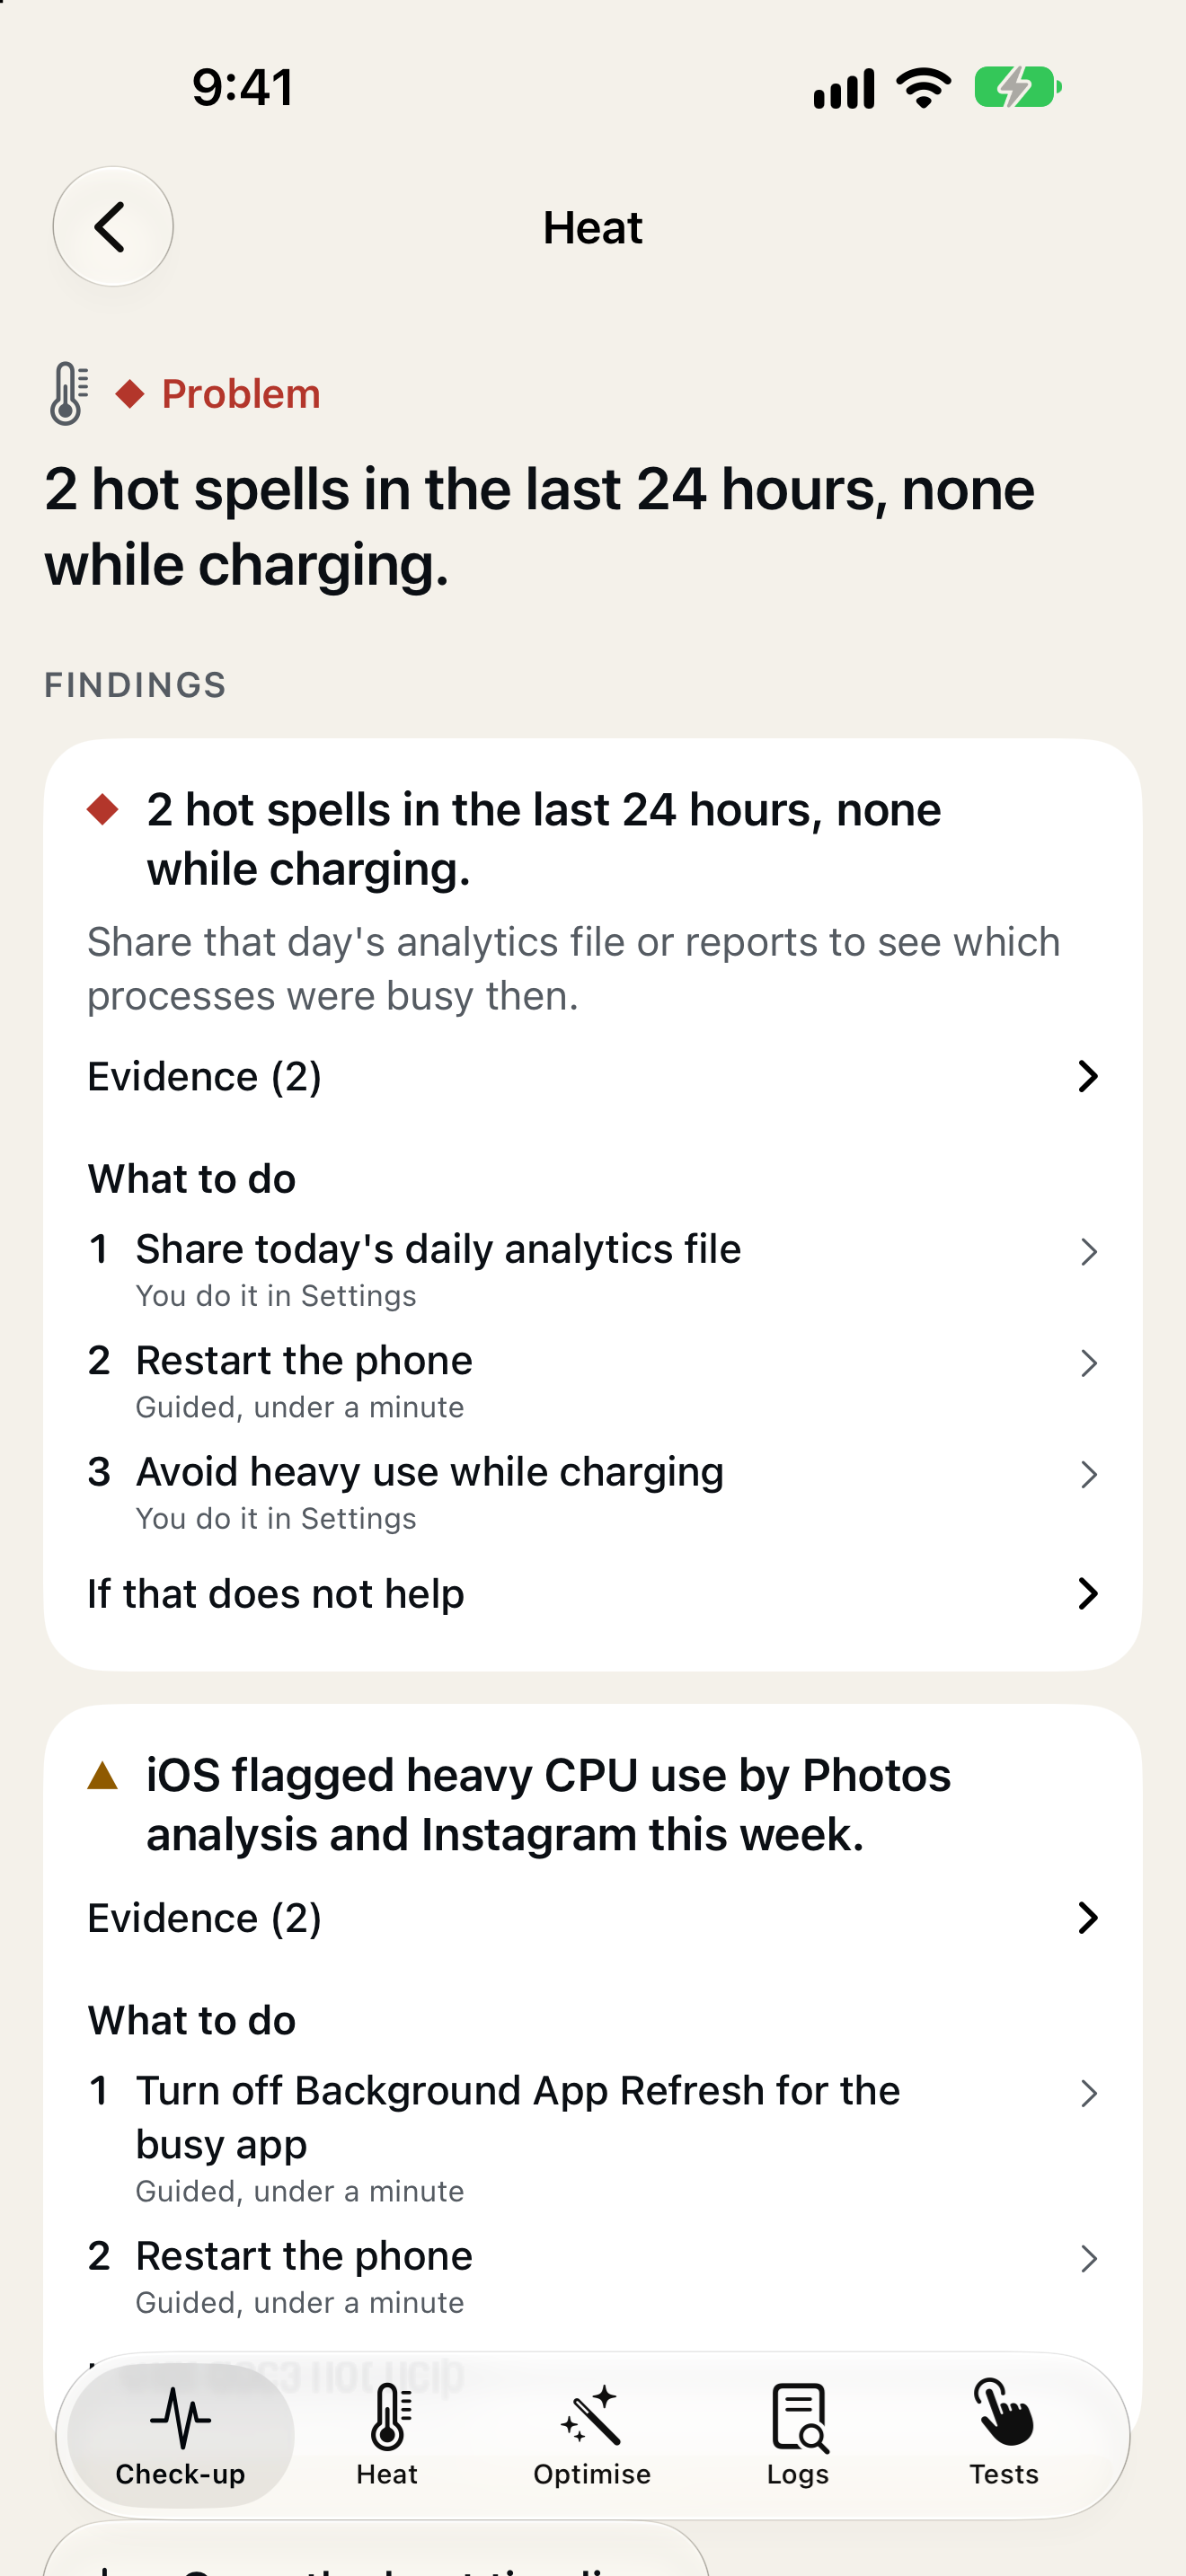 9:41
Heat
Problem
2 hot spells in the last 24 hours, none
while charging.
FINDINGS
2 hot spells in the last 24 hours, none
while charging.
Share that day's analytics file or reports to see which
processes were busy then.
Evidence (2)
What to do
1 Share today's daily analytics file
You do it in Settings
2 Restart the phone
Guided, under a minute
3 Avoid heavy use while charging
You do it in Settings
If that does not help
iOS flagged heavy CPU use by Photos
analysis and Instagram this week.
Evidence (2)
What to do
1 Turn off Background App Refresh for the
busy app
Guided, under a minute
2 Restart the phone
Guided, under a minute
Check-up
Heat
Optimise
Logs
Tests